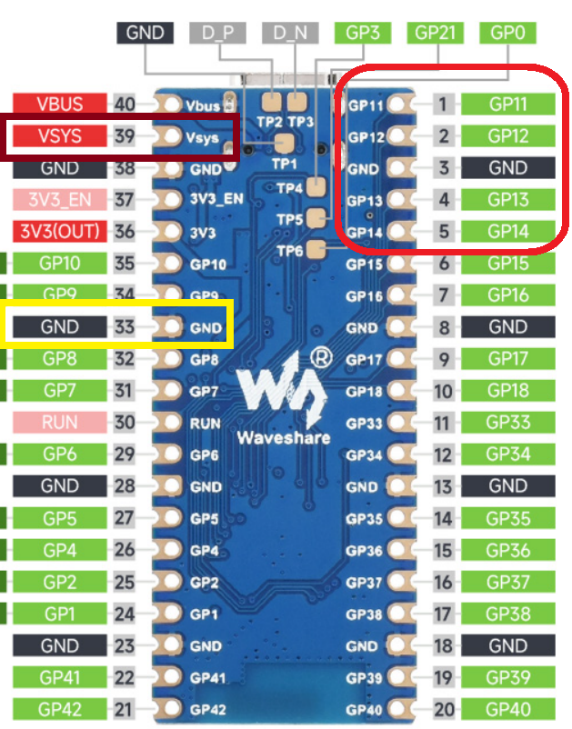 GND D_P D_N GP3 GP21 GP0
VBUS 40 Vbus TP2 TP3 GP11 1 GP11
VSYS 39 Vsys TP1 GP12 2 GP12
GND 38 GND GND 3 GND
3V3_EN 37 3V3_EN TP4 GP13 4 GP13
3V3(OUT) 36 3V3 TP5 GP14 5 GP14
GP10 35 GP10 TP6 GP15 6 GP15
GP9 34 GP9 GP16 7 GP16
GND 33 GND GND 8 GND
GP8 32 GP8 ® GP17 9 GP17
GP7 31 GP7 GP18 10 GP18
RUN 30 RUN Waveshare GP33 11 GP33
GP6 29 GP6 GP34 12 GP34
GND 28 GND GND 13 GND
GP5 27 GP5 GP35 14 GP35
GP4 26 GP4 GP36 15 GP36
GP2 25 GP2 GP37 16 GP37
GP1 24 GP1 GP38 17 GP38
GND 23 GND GND 18 GND
GP41 22 GP41 GP39 19 GP39
GP42 21 GP42 GP40 20 GP40